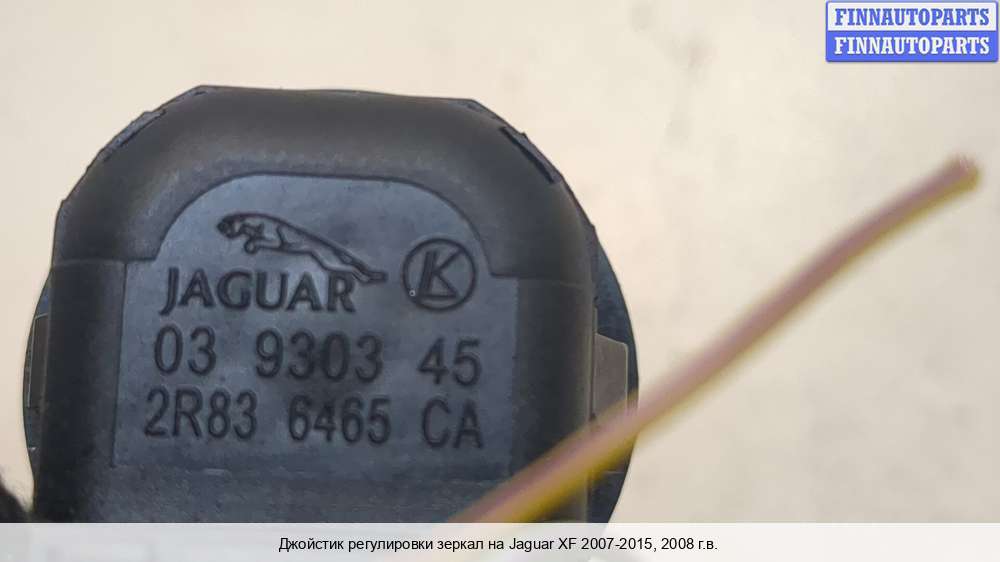 FINNAUTOPARTS
FINNAUTOPARTS
JAGUAR K
03 9303 45
2R83 6465 CA
Джойстик регулировки зеркал на Jaguar XF 2007-2015, 2008 г.в.